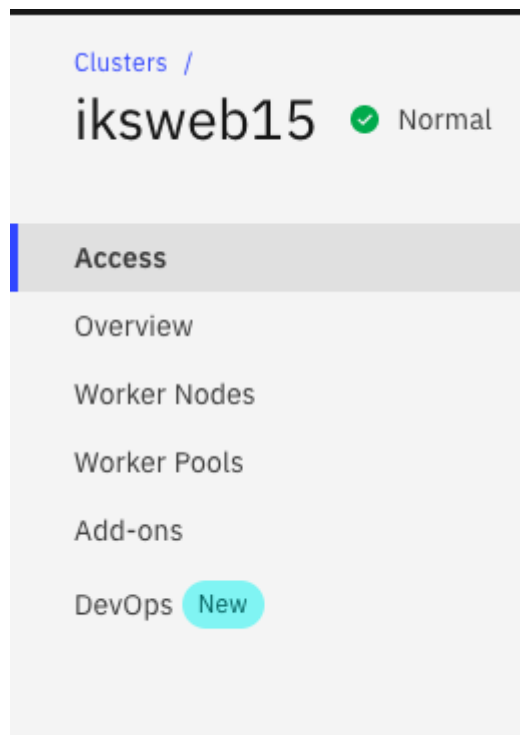 Clusters /
iksweb15 Normal
Access
Overview
Worker Nodes
Worker Pools
Add-ons
DevOps New